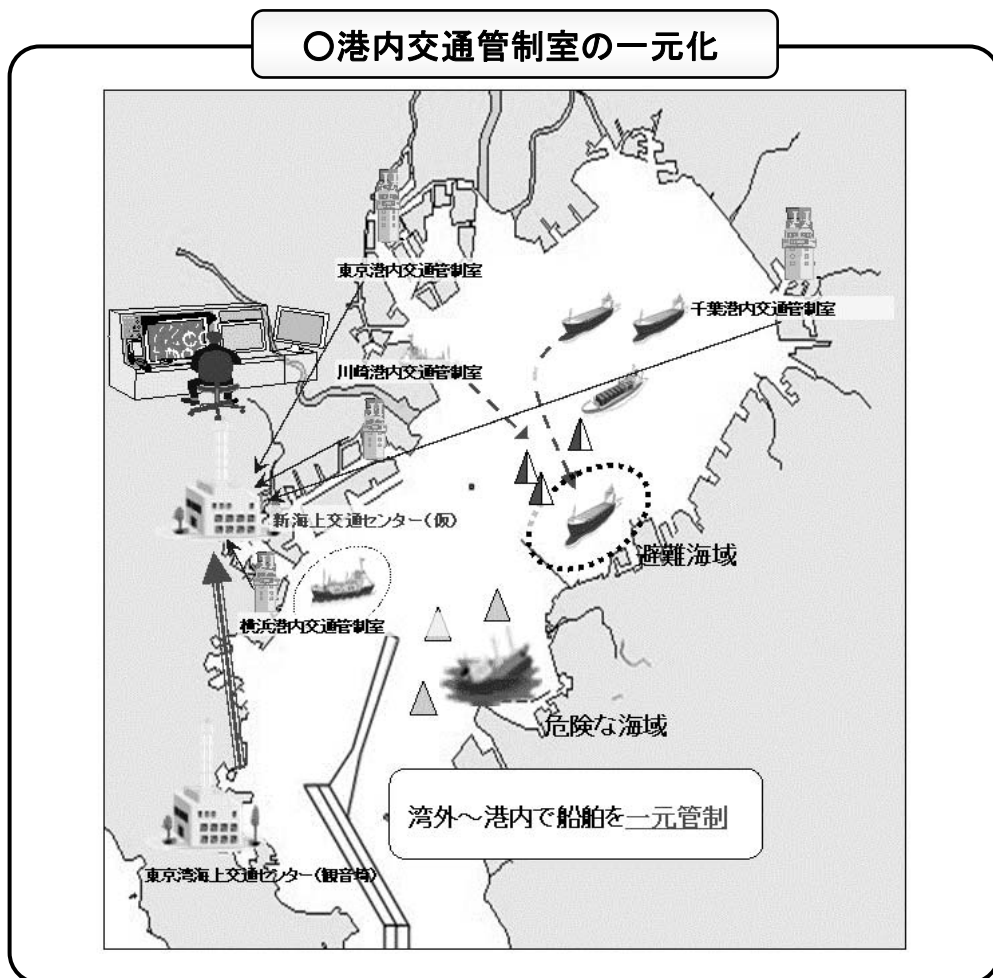 〇港内交通管制室の一元化
東京港内交通管制室
千葉港内交通管制室
川崎港内交通管制室
新海上交通センター(仮)
避難海域
横浜港内交通管制室
危険な海域
湾外~港内で船舶を一元管制
東京湾海上交通センター(観音埼)